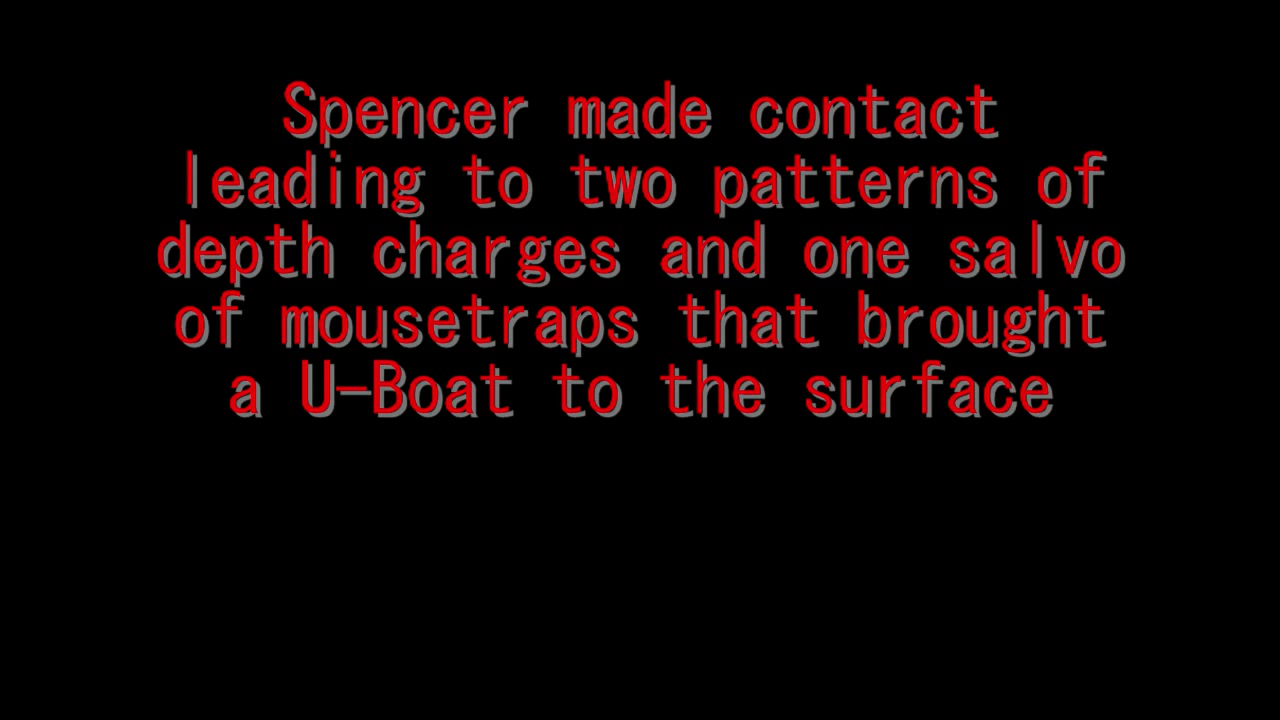 Spencer made contact
leading to two patterns of
depth charges and one salvo
of mousetraps that brought
a U-Boat to the surface